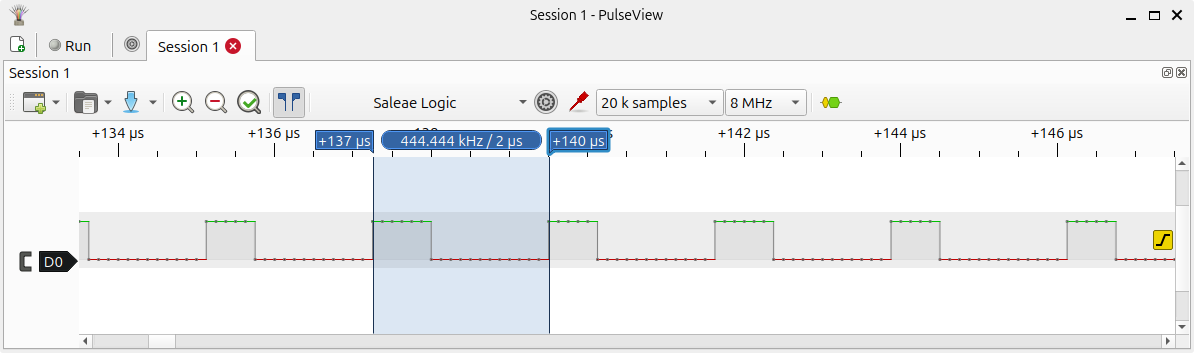 Session 1 - PulseView
Run
Session 1
Session 1
Saleae Logic
20 k samples
8 MHz
+134 µs +136 µs +137 µs 444.444 kHz / 2 µs +140 µs +142 µs +144 µs +146 µs
D0